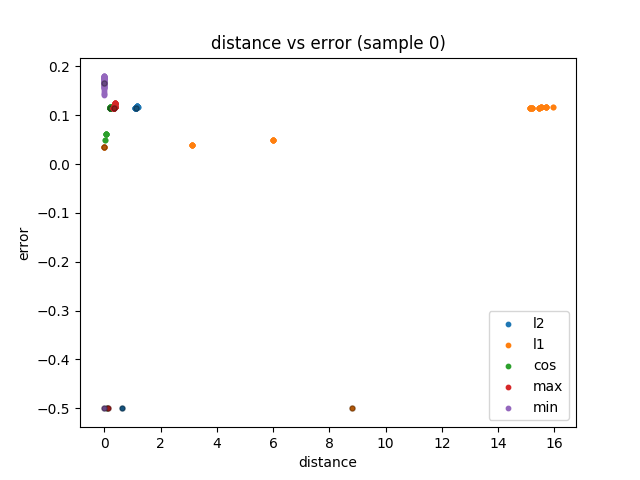 distance vs error (sample 0)
0.2
0.1
0.0
−0.1
−0.2
−0.3
−0.4
−0.5
error
0 2 4 6 8 10 12 14 16
distance
l2
l1
cos
max
min